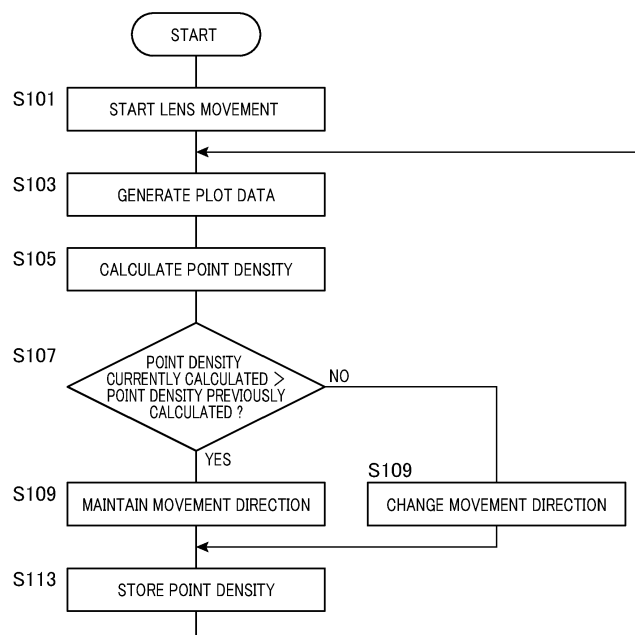 START
S101
START LENS MOVEMENT
S103
GENERATE PLOT DATA
S105
CALCULATE POINT DENSITY
S107
POINT DENSITY
CURRENTLY CALCULATED >
POINT DENSITY PREVIOUSLY
CALCULATED ?
NO
YES
S109
MAINTAIN MOVEMENT DIRECTION
S109
CHANGE MOVEMENT DIRECTION
S113
STORE POINT DENSITY